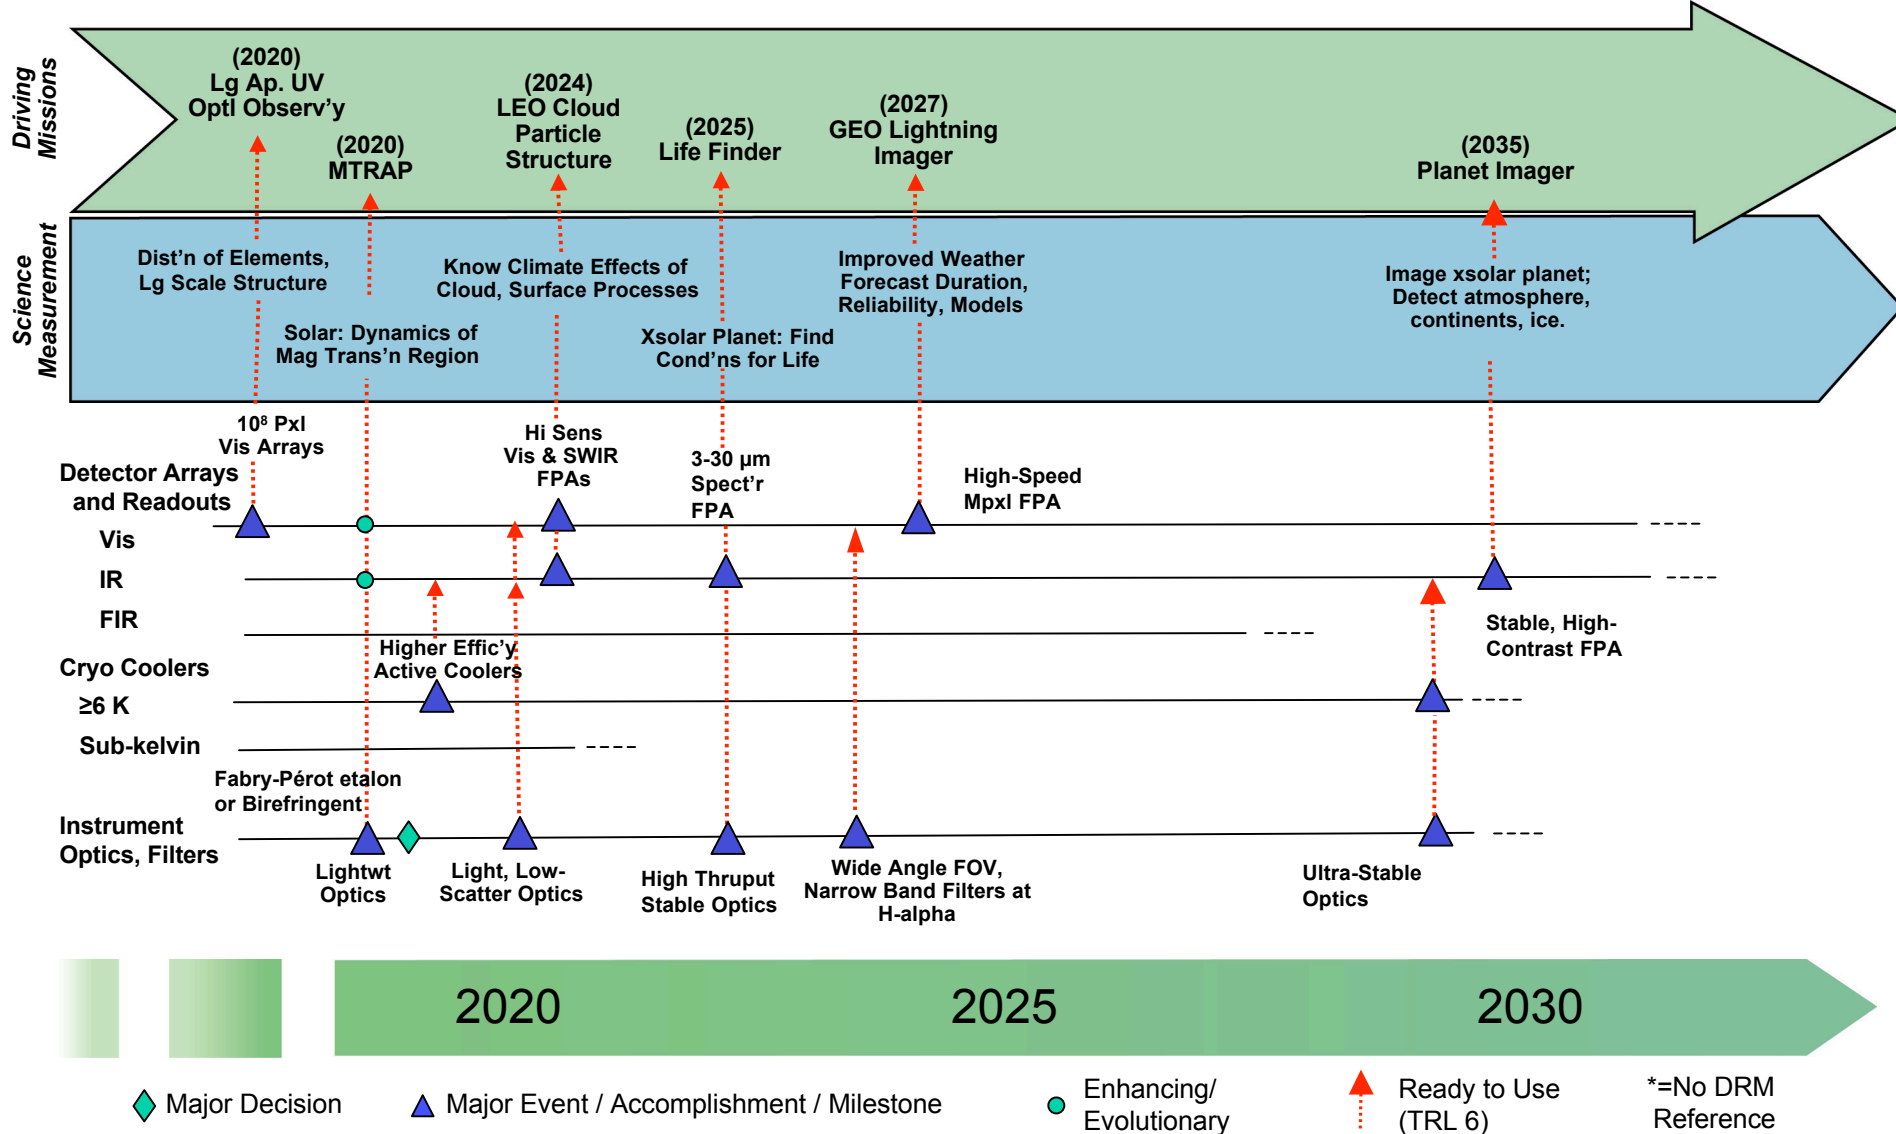 Driving
Missions
(2020)
Lg Ap. UV
Optl Observ'y
(2020)
MTRAP
(2024)
LEO Cloud
Particle
Structure
(2025)
Life Finder
(2027)
GEO Lightning
Imager
(2035)
Planet Imager
Science
Measurement
Dist'n of Elements,
Lg Scale Structure
Solar: Dynamics of
Mag Trans'n Region
Know Climate Effects of
Cloud, Surface Processes
Xsolar Planet: Find
Cond'ns for Life
Improved Weather
Forecast Duration,
Reliability, Models
Image xsolar planet;
Detect atmosphere,
continents, ice.
10⁸ Pxl
Vis Arrays
Hi Sens
Vis & SWIR
FPAs
3-30 µm
Spect'r
FPA
High-Speed
Mpxl FPA
Detector Arrays
and Readouts
Vis
IR
FIR
Stable, High-
Contrast FPA
Higher Effic'y
Active Coolers
Cryo Coolers
≥6 K
Sub-kelvin
Fabry-Pérot etalon
or Birefringent
Instrument
Optics, Filters
Lightwt
Optics
Light, Low-
Scatter Optics
High Thruput
Stable Optics
Wide Angle FOV,
Narrow Band Filters at
H-alpha
Ultra-Stable
Optics
2020
2025
2030
Major Decision
Major Event / Accomplishment / Milestone
Enhancing/
Evolutionary
Ready to Use
(TRL 6)
*=No DRM
Reference